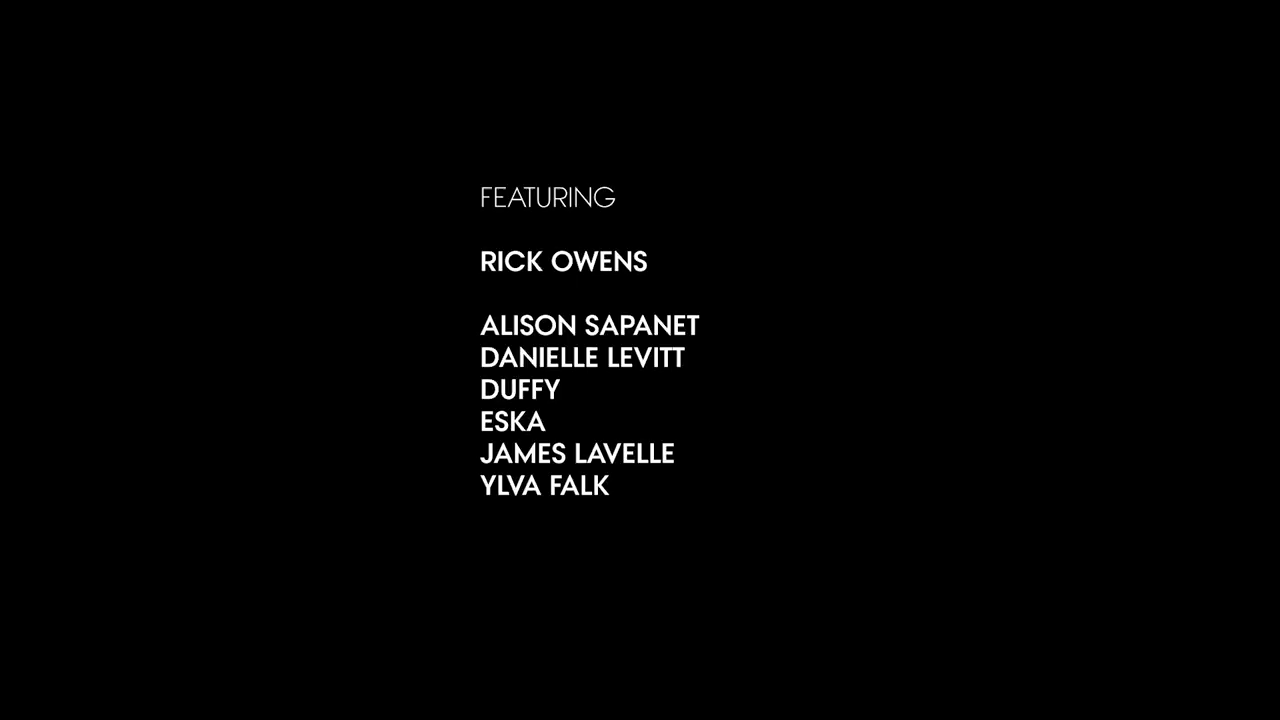 FEATURING
RICK OWENS
ALISON SAPANET
DANIELLE LEVITT
DUFFY
ESKA
JAMES LAVELLE
YLVA FALK